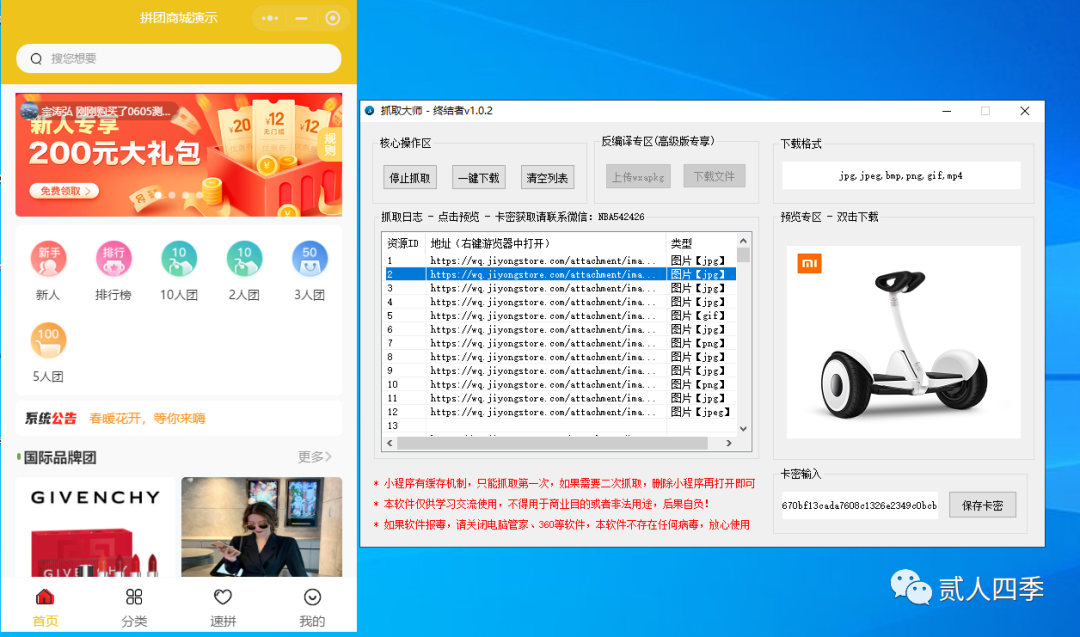 拼团商城演示
搜您想要
宝涛弘 刚刚购买了0605测...
新人专享
200元大礼包
免费领取 >
¥20
¥12
无门槛
¥12
规则
新手
新人
排行
排行榜
10
10人团
10
2人团
50
3人团
100
5人团
系统公告 春暖花开，等你来嗨
国际品牌团
更多>
GIVENCHY
首页
分类
速拼
我的
抓取大师 - 终结者v1.0.2
核心操作区
停止抓取
一键下载
清空列表
反编译专区(高级版专享)
上传wxapkg
下载文件
下载格式
jpg,jpeg,bmp,png,gif,mp4
抓取日志 - 点击预览 - 卡密获取请联系微信: NBA542426
资源ID 地址（右键游览器中打开） 类型
1 https://wq.jiyongstore.com/attachment/ima... 图片【jpg】
2 https://wq.jiyongstore.com/attachment/ima... 图片【jpg】
3 https://wq.jiyongstore.com/attachment/ima... 图片【jpg】
4 https://wq.jiyongstore.com/attachment/ima... 图片【jpg】
5 https://wq.jiyongstore.com/attachment/ima... 图片【gif】
6 https://wq.jiyongstore.com/attachment/ima... 图片【jpg】
7 https://wq.jiyongstore.com/attachment/ima... 图片【png】
8 https://wq.jiyongstore.com/attachment/ima... 图片【jpg】
9 https://wq.jiyongstore.com/attachment/ima... 图片【jpg】
10 https://wq.jiyongstore.com/attachment/ima... 图片【png】
11 https://wq.jiyongstore.com/attachment/ima... 图片【jpg】
12 https://wq.jiyongstore.com/attachment/ima... 图片【jpeg】
13
预览专区 - 双击下载
* 小程序有缓存机制，只能抓取第一次，如果需要二次抓取，删除小程序再打开即可
* 本软件仅供学习交流使用，不得用于商业目的或者非法用途，后果自负！
* 如果软件报毒，请关闭电脑管家、360等软件，本软件不存在任何病毒，放心使用
卡密输入
670bf13cada7608c1326e2349c0bcb
保存卡密
贰人四季